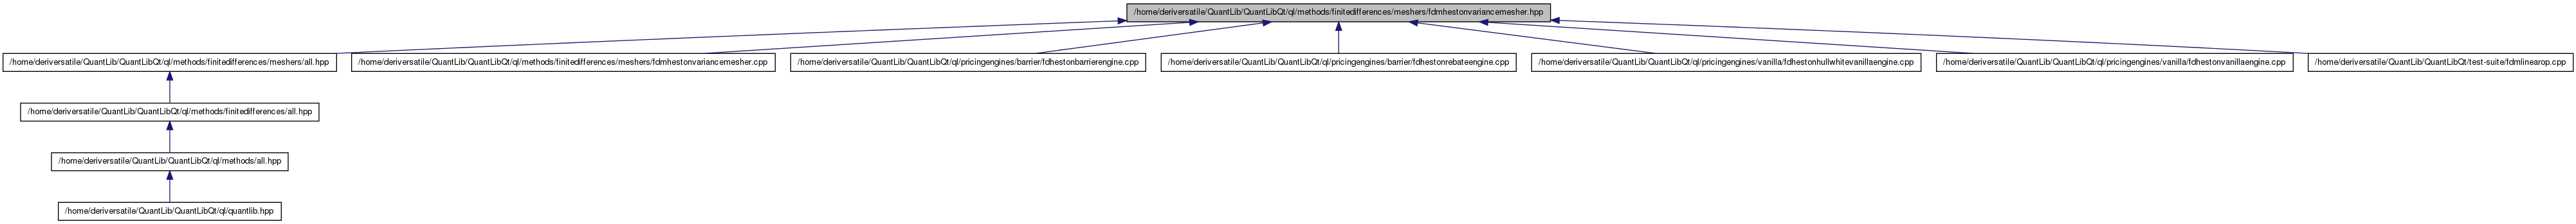 /home/deriversatile/QuantLib/QuantLibQt/ql/methods/finitedifferences/meshers/fdmhestonvariancemesher.hpp
/home/deriversatile/QuantLib/QuantLibQt/ql/methods/finitedifferences/meshers/all.hpp
/home/deriversatile/QuantLib/QuantLibQt/ql/methods/finitedifferences/meshers/fdmhestonvariancemesher.cpp
/home/deriversatile/QuantLib/QuantLibQt/ql/pricingengines/barrier/fdhestonbarrierengine.cpp
/home/deriversatile/QuantLib/QuantLibQt/ql/pricingengines/barrier/fdhestonrebateengine.cpp
/home/deriversatile/QuantLib/QuantLibQt/ql/pricingengines/vanilla/fdhestonhullwhitevanillaengine.cpp
/home/deriversatile/QuantLib/QuantLibQt/ql/pricingengines/vanilla/fdhestonvanillaengine.cpp
/home/deriversatile/QuantLib/QuantLibQt/test-suite/fdmlinearop.cpp
/home/deriversatile/QuantLib/QuantLibQt/ql/methods/finitedifferences/all.hpp
/home/deriversatile/QuantLib/QuantLibQt/ql/methods/all.hpp
/home/deriversatile/QuantLib/QuantLibQt/ql/quantlib.hpp